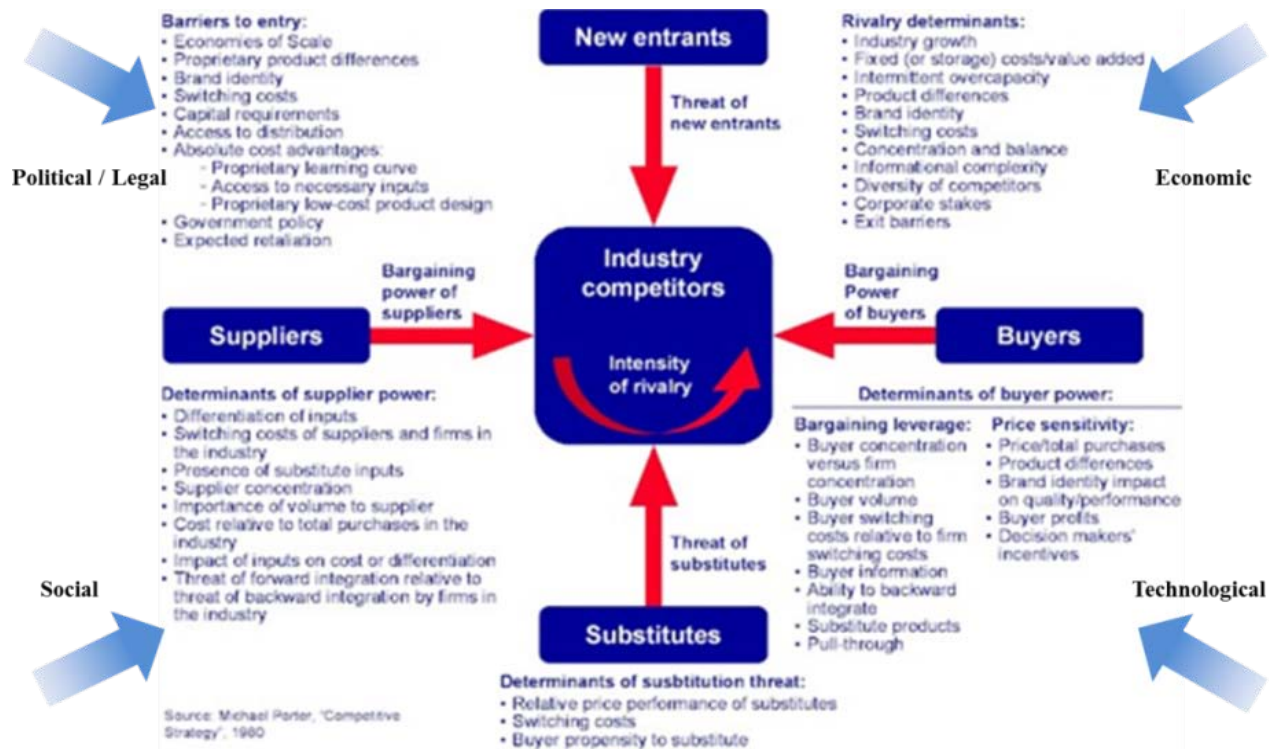 Barriers to entry:
• Economies of Scale
• Proprietary product differences
• Brand identity
• Switching costs
• Capital requirements
• Access to distribution
• Absolute cost advantages:
- Proprietary learning curve
- Access to necessary inputs
- Proprietary low-cost product design
• Government policy
• Expected retaliation
New entrants
Threat of
new entrants
Rivalry determinants:
• Industry growth
• Fixed (or storage) costs/value added
• Intermittent overcapacity
• Product differences
• Brand identity
• Switching costs
• Concentration and balance
• Informational complexity
• Diversity of competitors
• Corporate stakes
• Exit barriers
Political / Legal
Economic
Suppliers
Bargaining
power of
suppliers
Industry
competitors
Intensity
of rivalry
Bargaining
Power
of buyers
Buyers
Determinants of supplier power:
• Differentiation of inputs
• Switching costs of suppliers and firms in
the industry
• Presence of substitute inputs
• Supplier concentration
• Importance of volume to supplier
• Cost relative to total purchases in the
industry
• Impact of inputs on cost or differentiation
• Threat of forward integration relative to
threat of backward integration by firms in
the industry
Threat of
substitutes
Determinants of buyer power:
Bargaining leverage:
• Buyer concentration
versus firm
concentration
• Buyer volume
• Buyer switching
costs relative to firm
switching costs
• Buyer information
• Ability to backward
integrate
• Substitute products
• Pull-through
Price sensitivity:
• Price/total purchases
• Product differences
• Brand identity impact
on quality/performance
• Buyer profits
• Decision makers'
incentives
Social
Technological
Substitutes
Determinants of susbtitution threat:
• Relative price performance of substitutes
• Switching costs
• Buyer propensity to substitute
Source: Michael Porter, "Competitive
Strategy", 1980